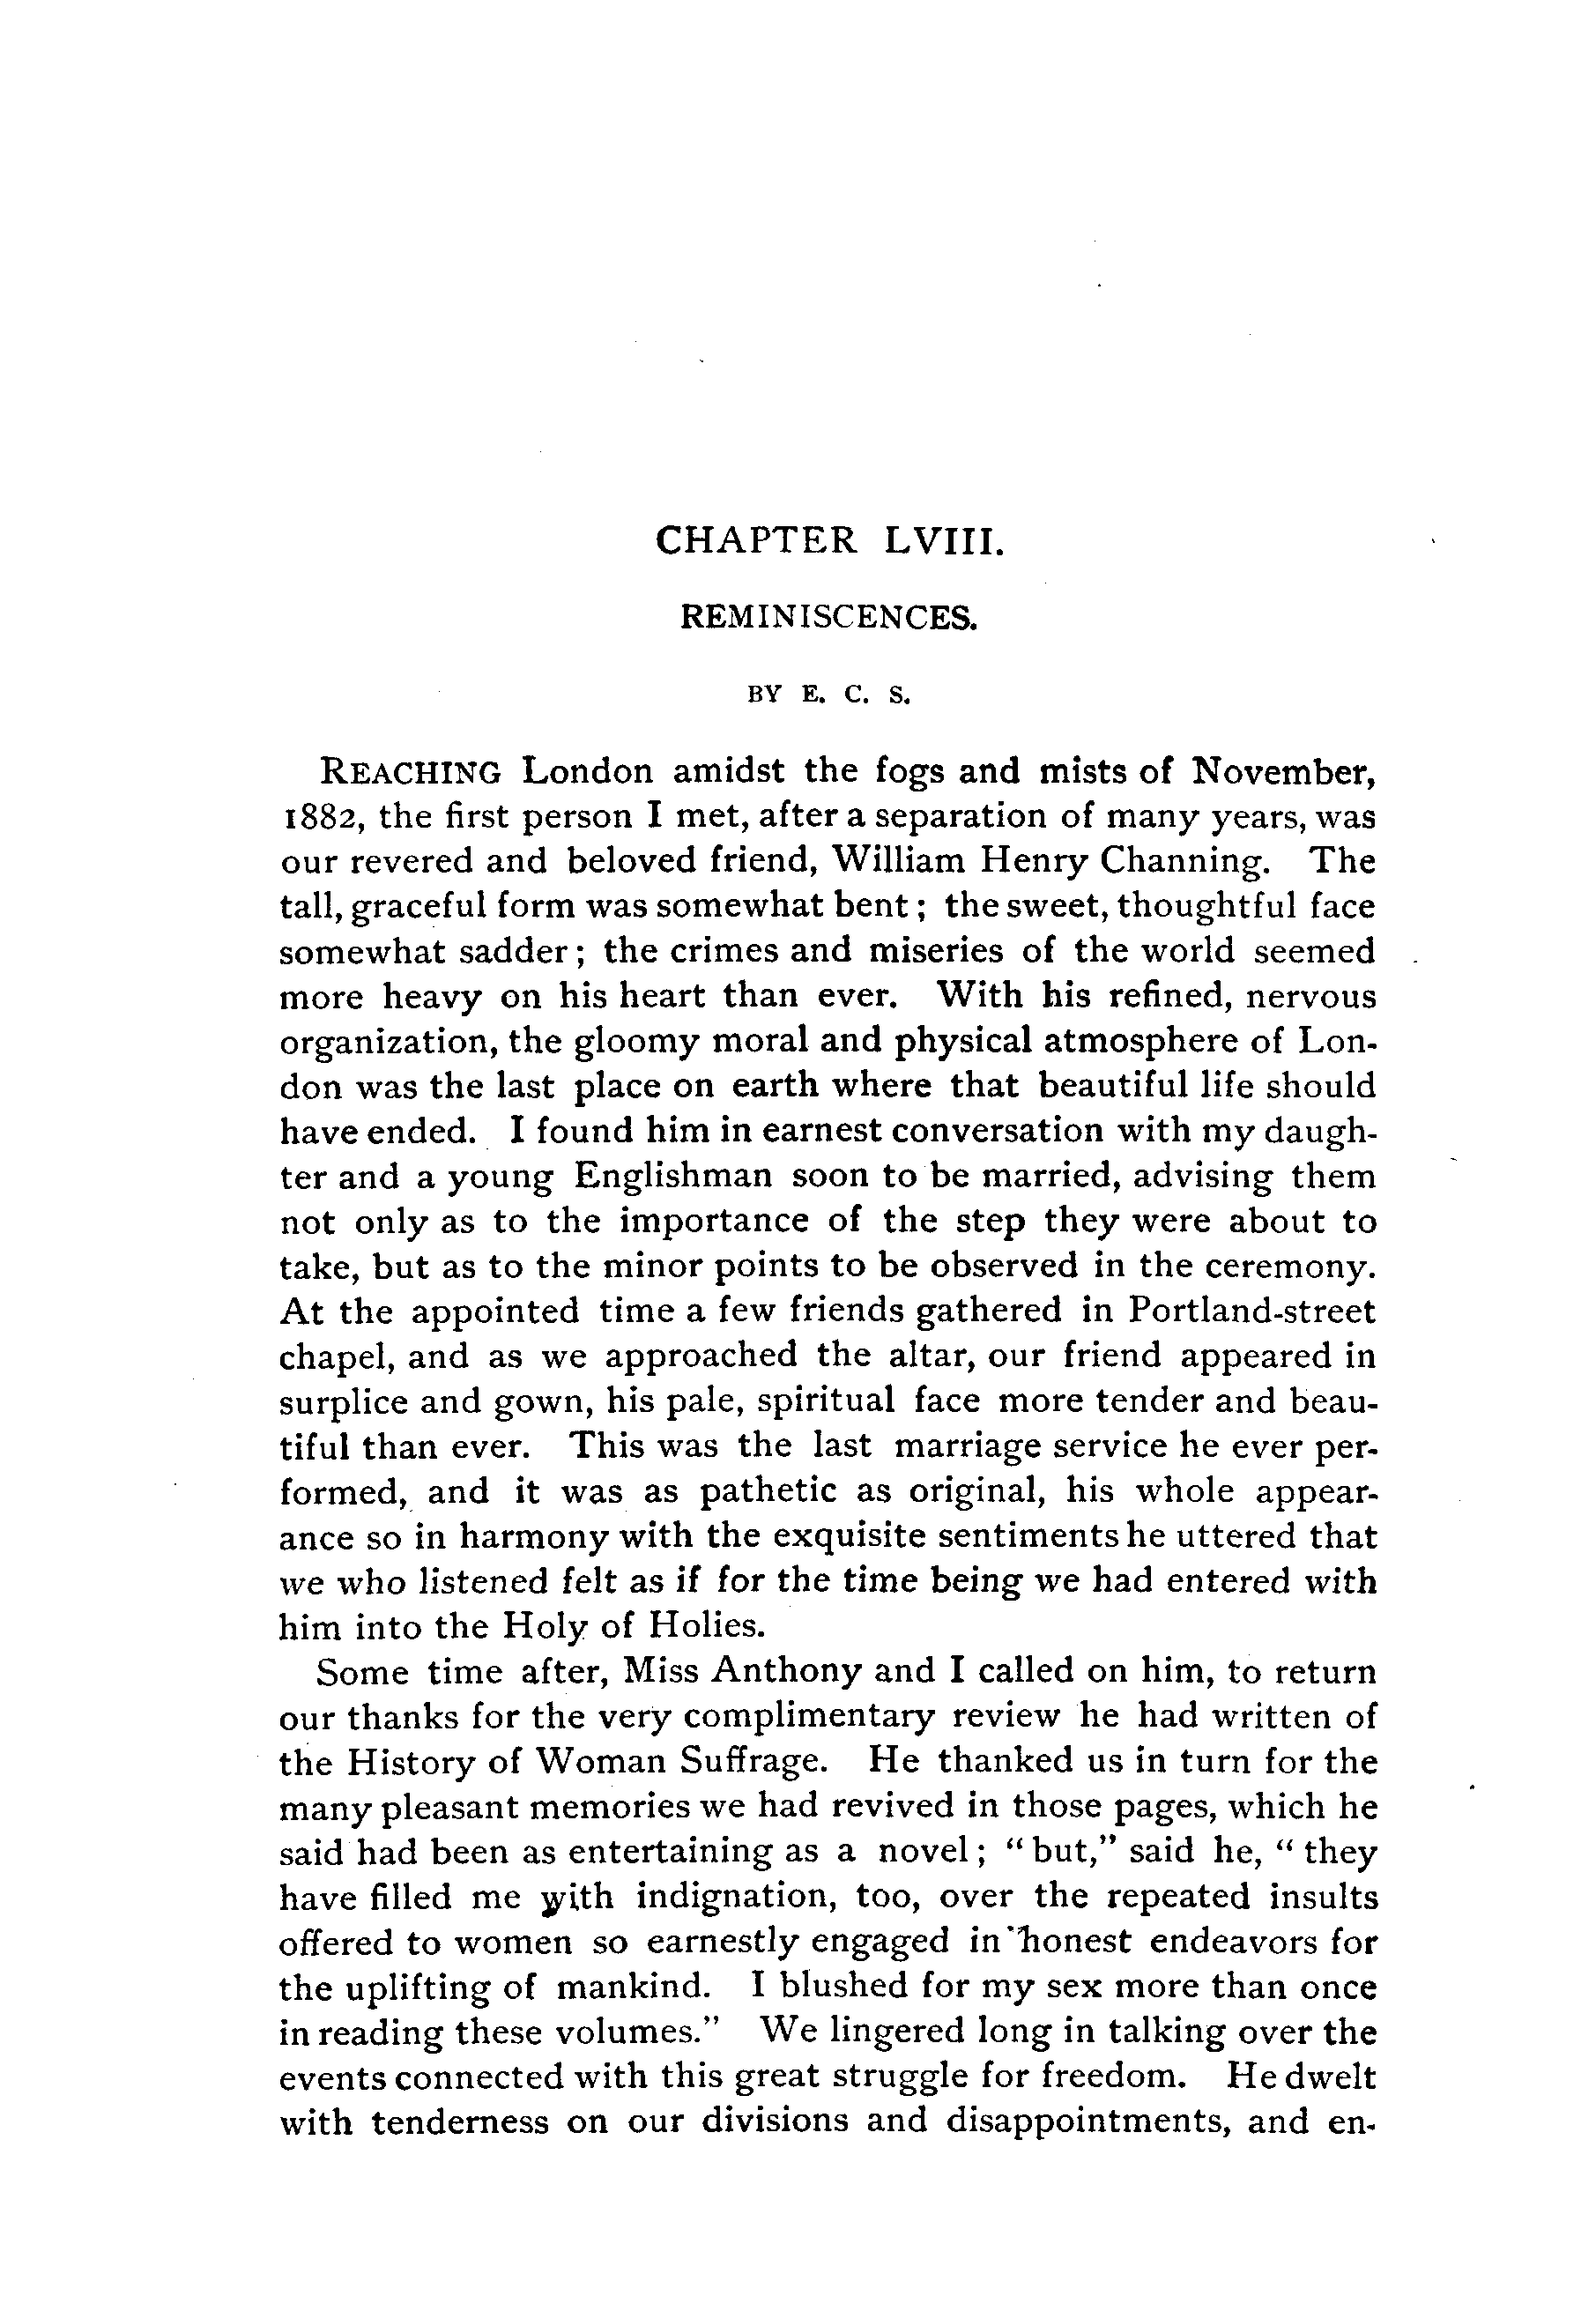 CHAPTER LVIII.
REMINISCENCES.
BY E. C. S.
REACHING London amidst the fogs and mists of November,
1882, the first person I met, after a separation of many years, was
our revered and beloved friend, William Henry Channing. The
tall, graceful form was somewhat bent; the sweet, thoughtful face
somewhat sadder; the crimes and miseries of the world seemed
more heavy on his heart than ever. With his refined, nervous
organization, the gloomy moral and physical atmosphere of Lon-
don was the last place on earth where that beautiful life should
have ended. I found him in earnest conversation with my daugh-
ter and a young Englishman soon to be married, advising them
not only as to the importance of the step they were about to
take, but as to the minor points to be observed in the ceremony.
At the appointed time a few friends gathered in Portland-street
chapel, and as we approached the altar, our friend appeared in
surplice and gown, his pale, spiritual face more tender and beau-
tiful than ever. This was the last marriage service he ever per-
formed, and it was as pathetic as original, his whole appear-
ance so in harmony with the exquisite sentiments he uttered that
we who listened felt as if for the time being we had entered with
him into the Holy of Holies.
Some time after, Miss Anthony and I called on him, to return
our thanks for the very complimentary review he had written of
the History of Woman Suffrage. He thanked us in turn for the
many pleasant memories we had revived in those pages, which he
said had been as entertaining as a novel; "but," said he, "they
have filled me with indignation, too, over the repeated insults
offered to women so earnestly engaged in honest endeavors for
the uplifting of mankind. I blushed for my sex more than once
in reading these volumes." We lingered long in talking over the
events connected with this great struggle for freedom. He dwelt
with tenderness on our divisions and disappointments, and en-